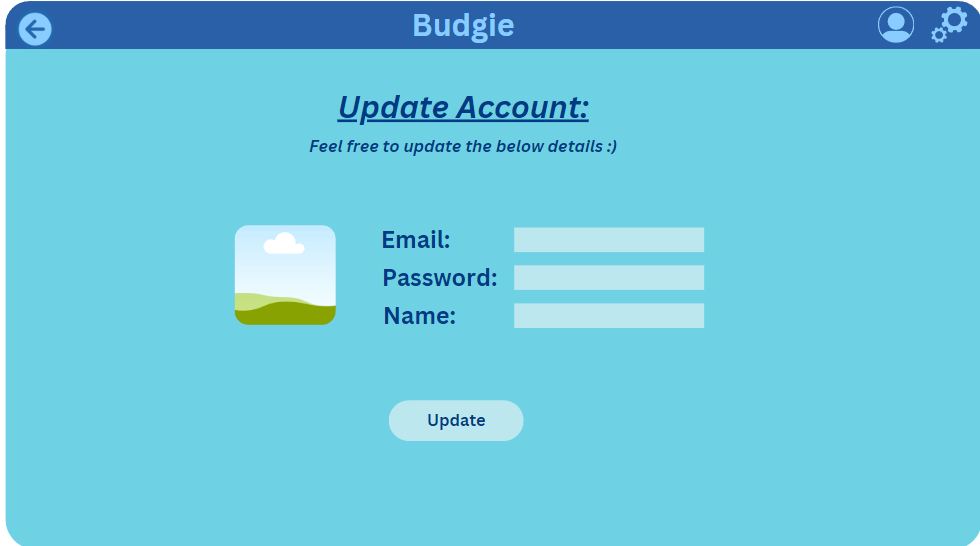 Budgie
Update Account:
Feel free to update the below details :)
Email:
Password:
Name:
Update